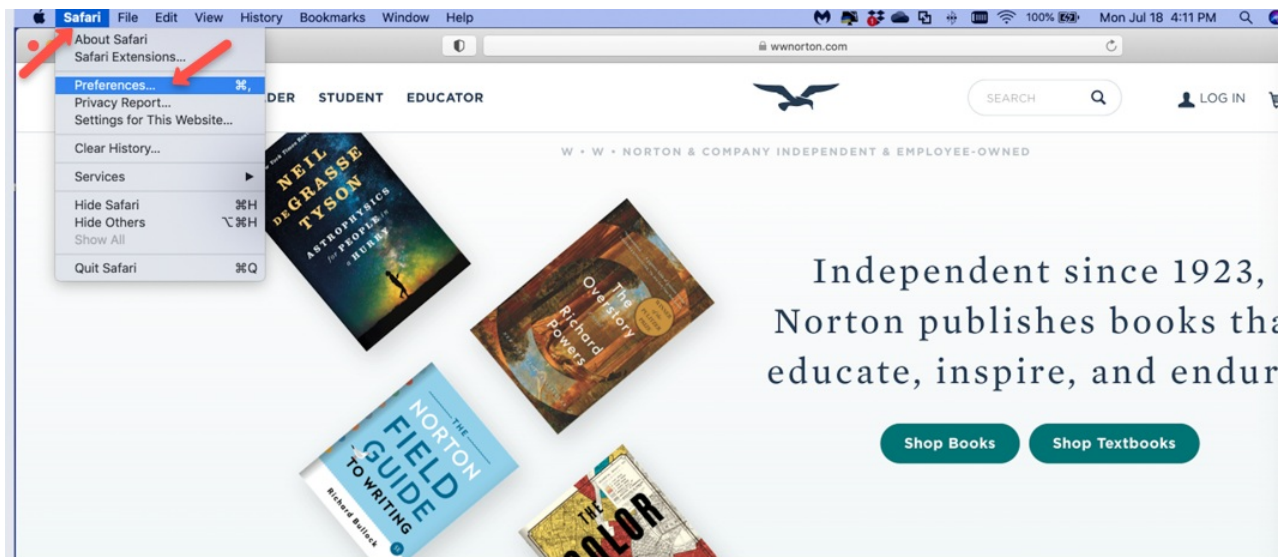 Safari File Edit View History Bookmarks Window Help 100% Mon Jul 18 4:11 PM
wwnorton.com
About Safari
Safari Extensions...
Preferences... ⌘,
Privacy Report...
Settings for This Website...
Clear History...
Services
Hide Safari ⌘H
Hide Others ⌥⌘H
Show All
Quit Safari ⌘Q
DER STUDENT EDUCATOR
SEARCH
LOG IN
W • W • NORTON & COMPANY INDEPENDENT & EMPLOYEE-OWNED
NEIL
DEGRASSE
TYSON
ASTROPHYSICS
for PEOPLE in
a HURRY
The
Overstory
Richard
Powers
Independent since 1923,
Norton publishes books tha
educate, inspire, and endur
Shop Books
Shop Textbooks
THE
NORTON
FIELD
GUIDE
TO WRITING
Richard Bullock
THE
COLOR